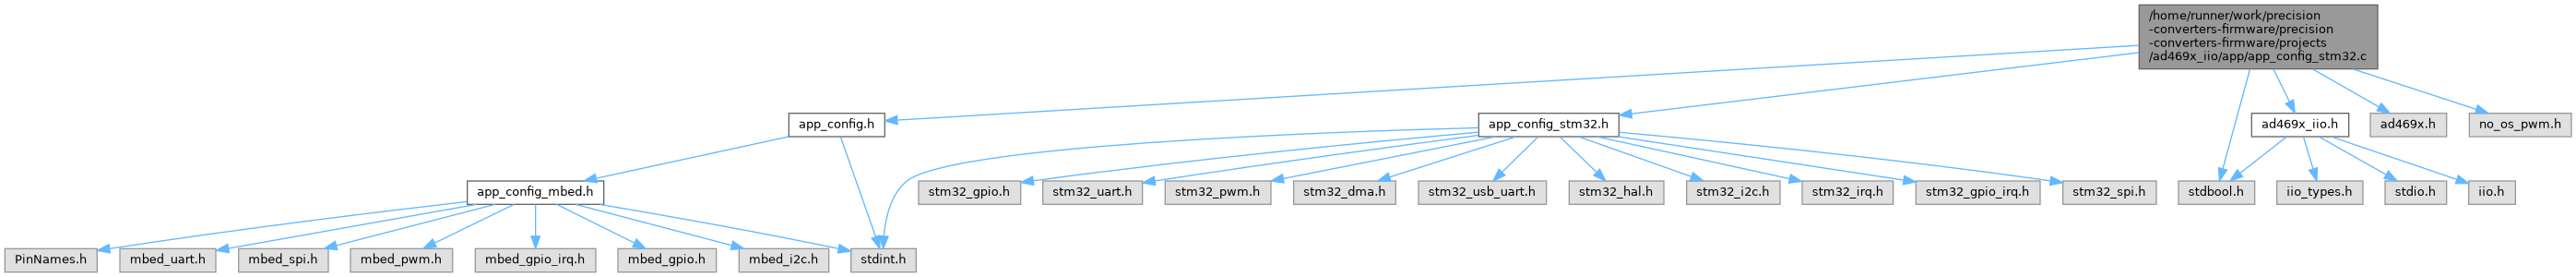 /home/runner/work/precision
-converters-firmware/precision
-converters-firmware/projects
/ad469x_iio/app/app_config_stm32.c
app_config.h
app_config_stm32.h
ad469x_iio.h
ad469x.h
no_os_pwm.h
app_config_mbed.h
stm32_gpio.h
stm32_uart.h
stm32_pwm.h
stm32_dma.h
stm32_usb_uart.h
stm32_hal.h
stm32_i2c.h
stm32_irq.h
stm32_gpio_irq.h
stm32_spi.h
stdbool.h
iio_types.h
stdio.h
iio.h
PinNames.h
mbed_uart.h
mbed_spi.h
mbed_pwm.h
mbed_gpio_irq.h
mbed_gpio.h
mbed_i2c.h
stdint.h